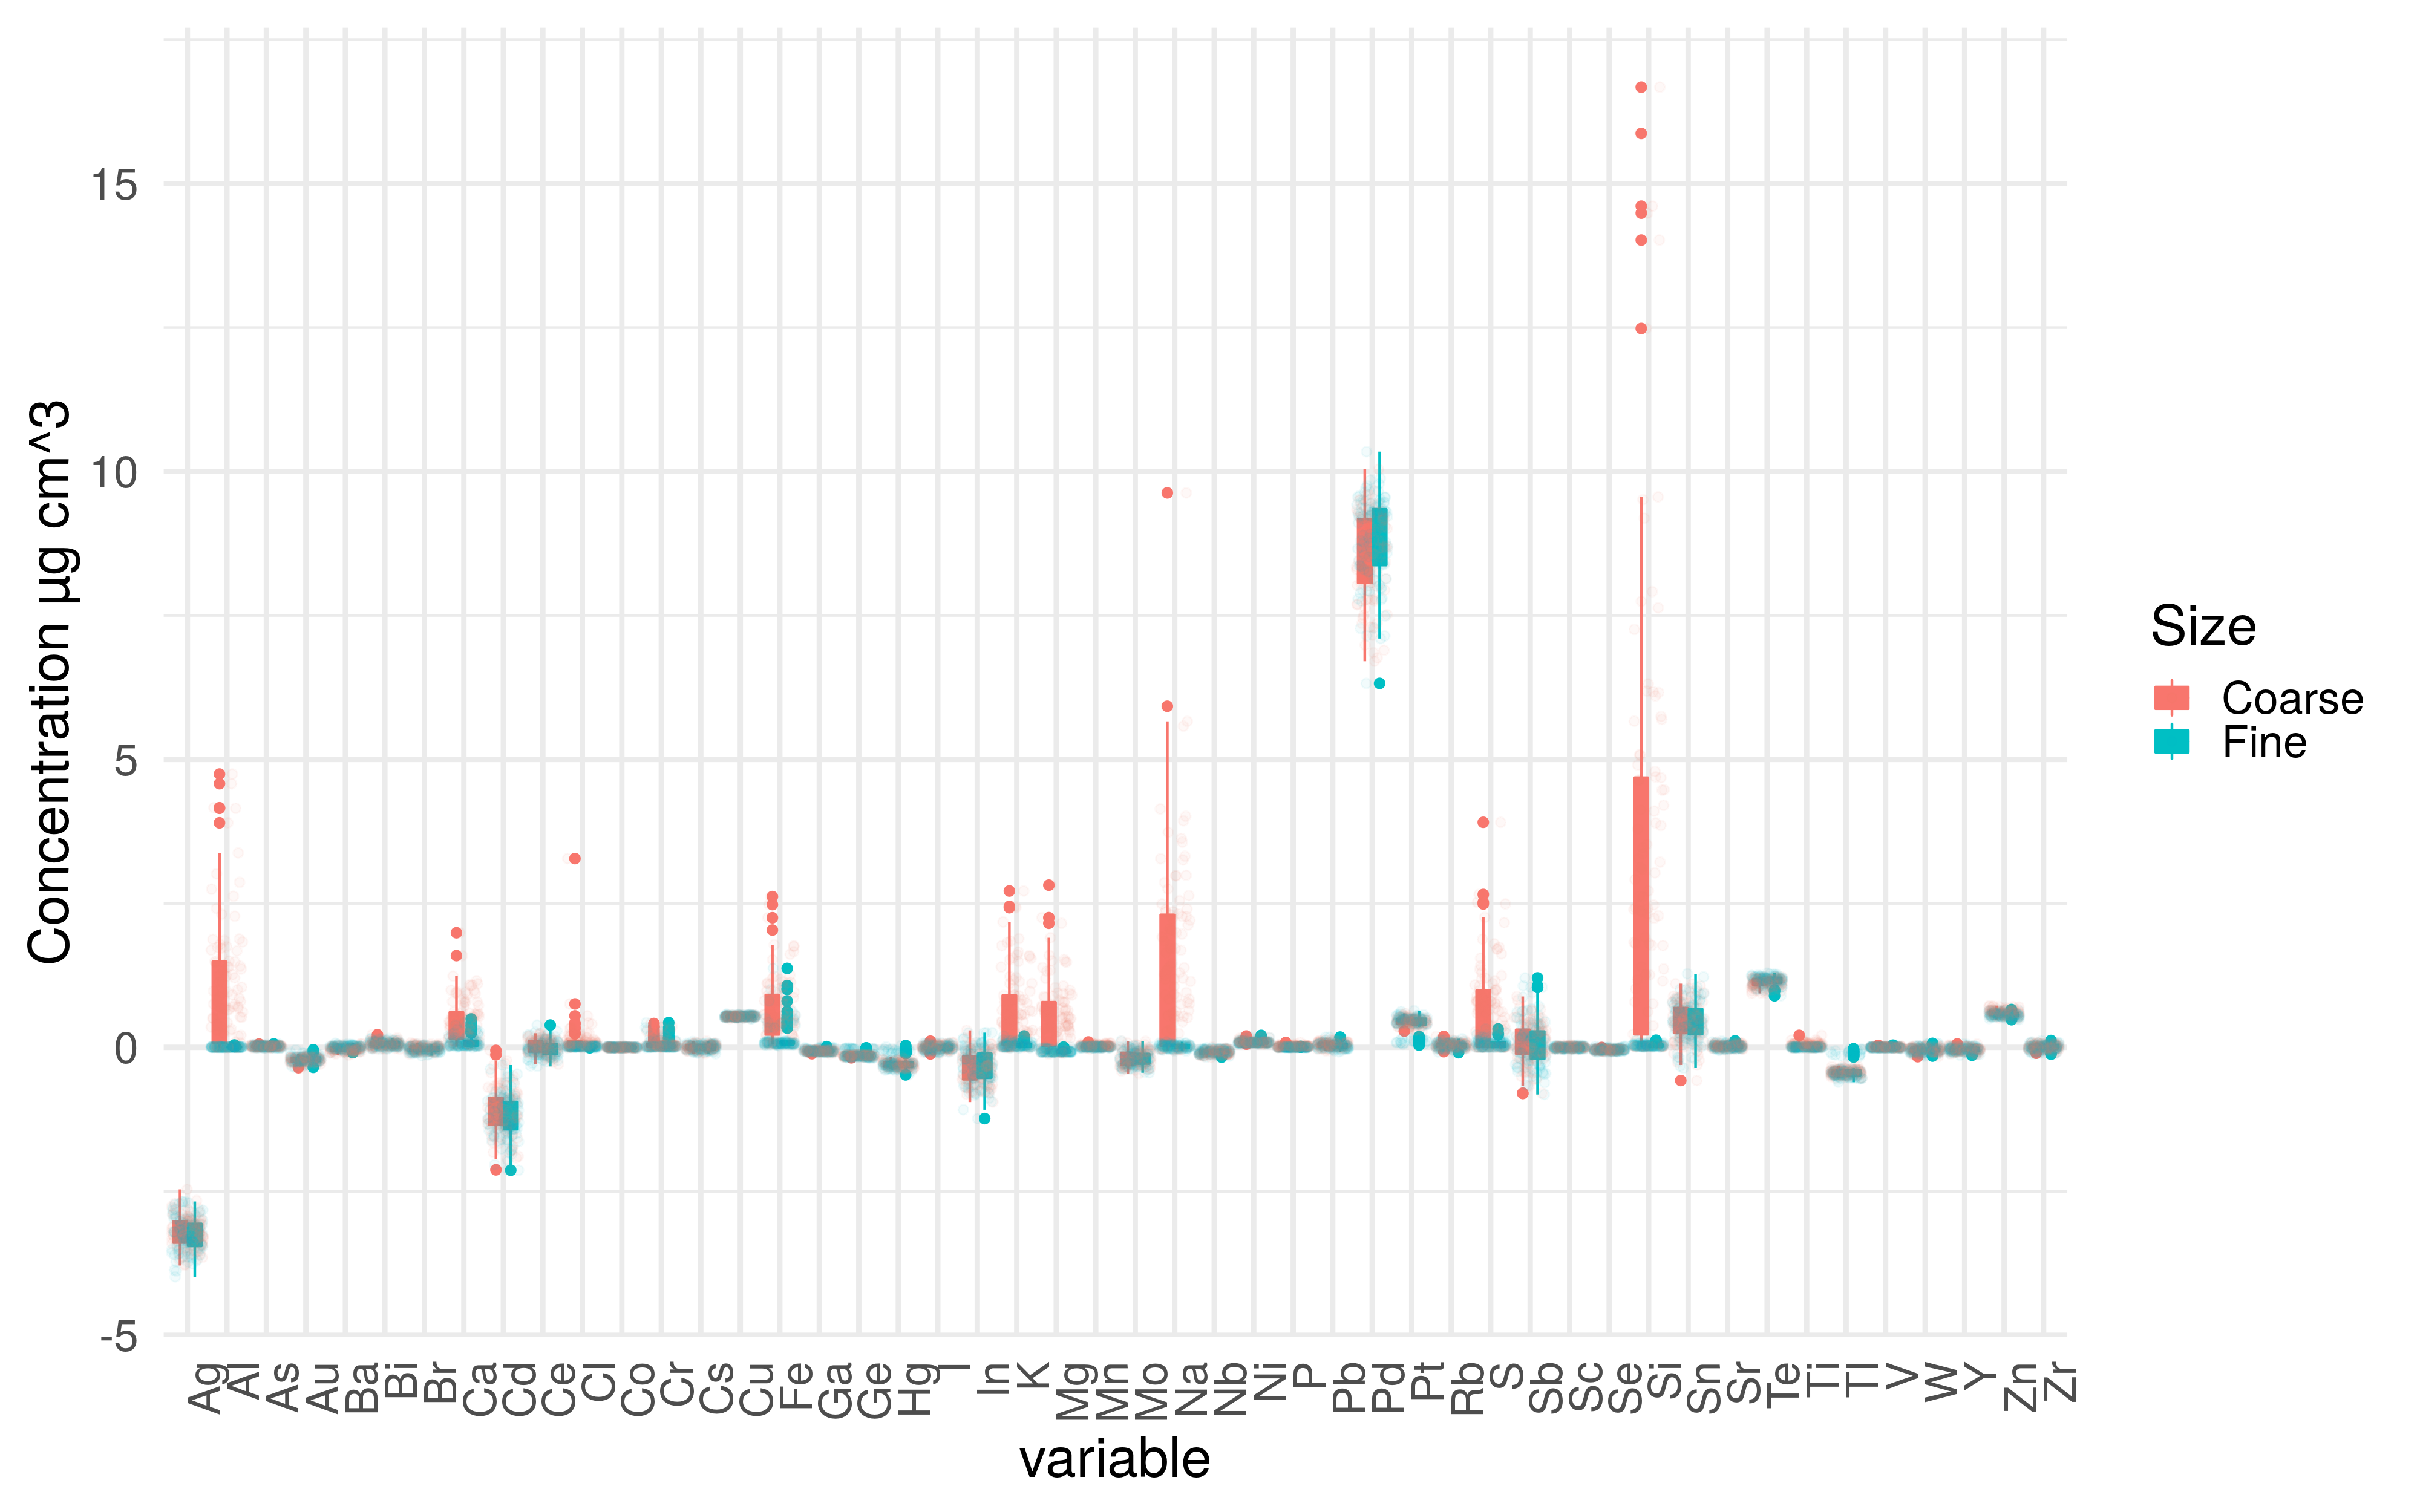 Concentration µg cm^3
15
10
5
0
-5
Ag Al As Au Ba Bi Br Ca Cd Ce Cl Co Cr Cs Cu Fe Ga Ge Hg I In K Mg Mn Mo Na Nb Ni P Pb Pd Pt Rb S Sb Sc Se Si Sn Sr Te Ti Tl V W Y Zn Zr
variable
Size
Coarse
Fine